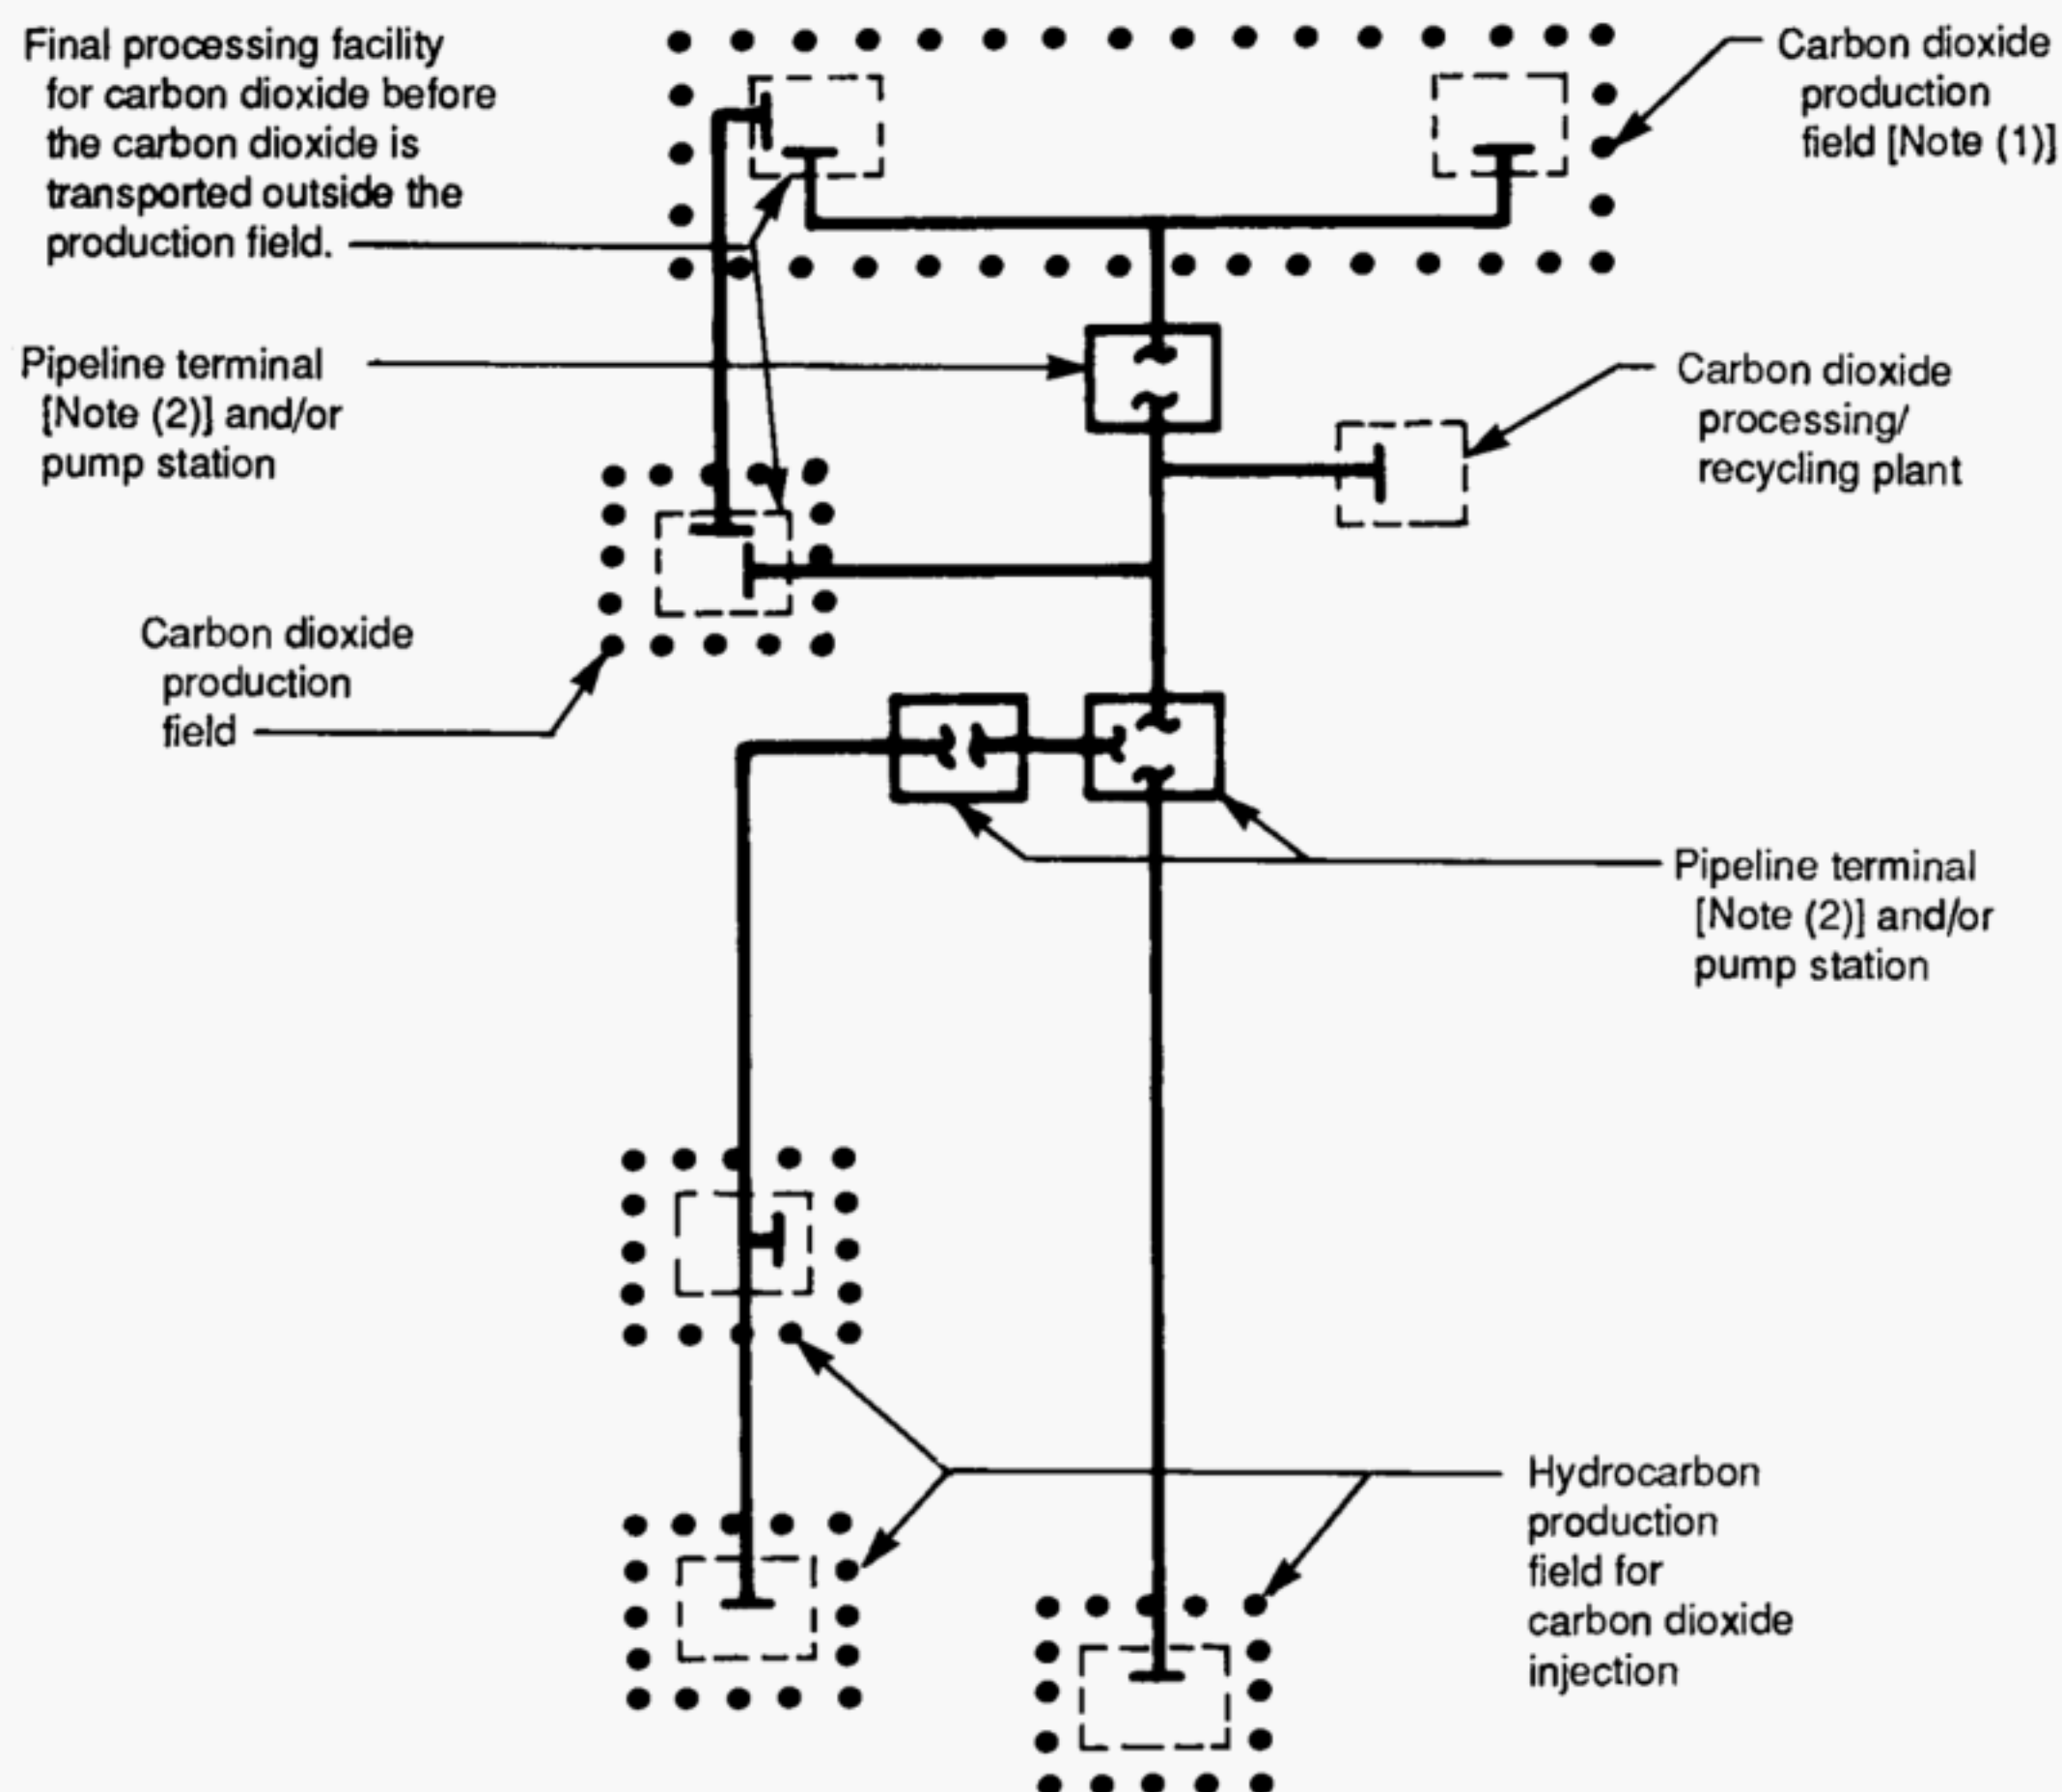 Final processing facility
for carbon dioxide before
the carbon dioxide is
transported outside the
production field.
Carbon dioxide
production
field [Note (1)]
Pipeline terminal
[Note (2)] and/or
pump station
Carbon dioxide
processing/
recycling plant
Carbon dioxide
production
field
Pipeline terminal
[Note (2)] and/or
pump station
Hydrocarbon
production
field for
carbon dioxide
injection